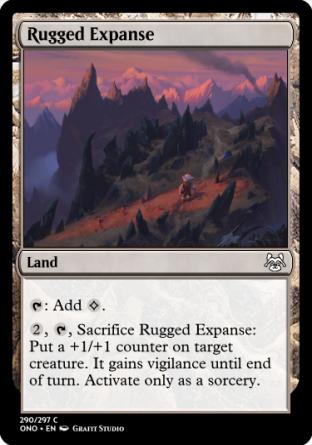 Rugged Expanse
Land
: Add .
2, , Sacrifice Rugged Expanse:
Put a +1/+1 counter on target
creature. It gains vigilance until end
of turn. Activate only as a sorcery.
290/297 C
ONO • EN Grafit Studio